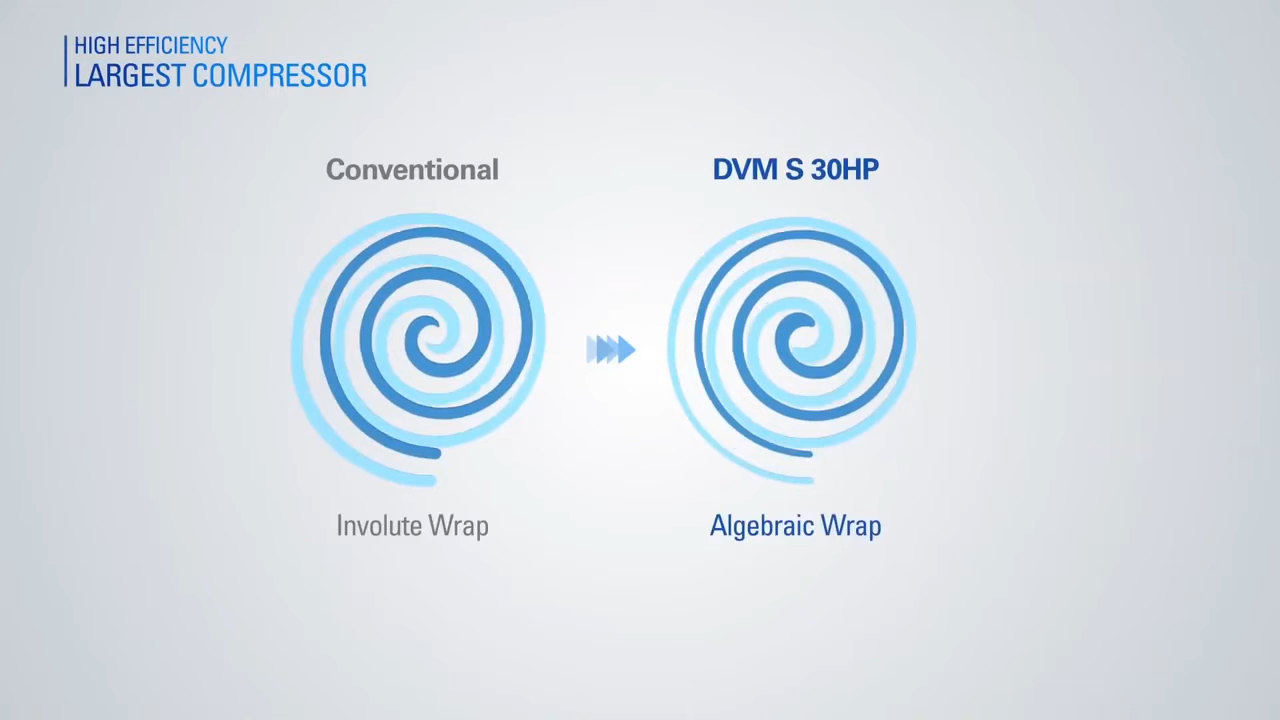 HIGH EFFICIENCY
LARGEST COMPRESSOR
Conventional
DVM S 30HP
Involute Wrap
Algebraic Wrap